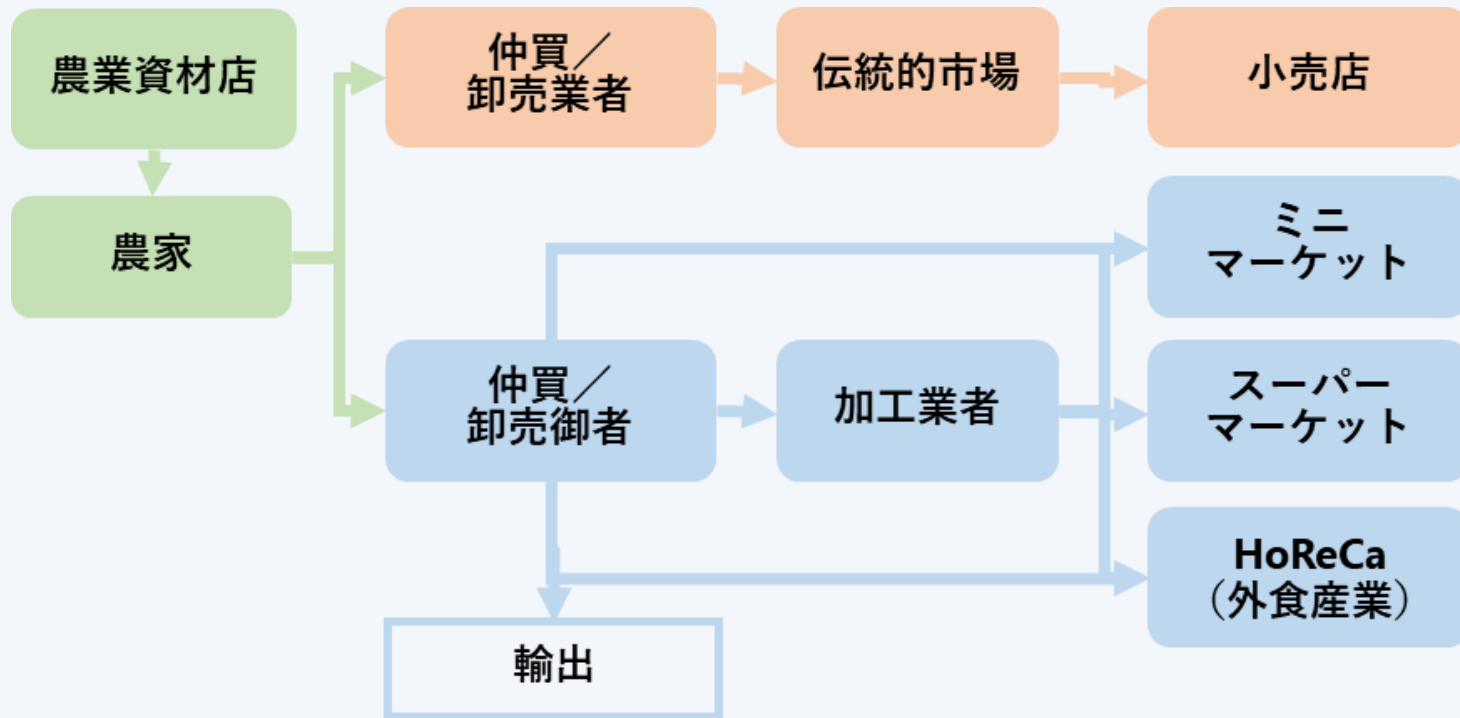 農業資材店
仲買／
卸売業者
伝統的市場
小売店
農家
ミニ
マーケット
仲買／
卸売御者
加工業者
スーパー
マーケット
HoReCa
（外食産業）
輸出